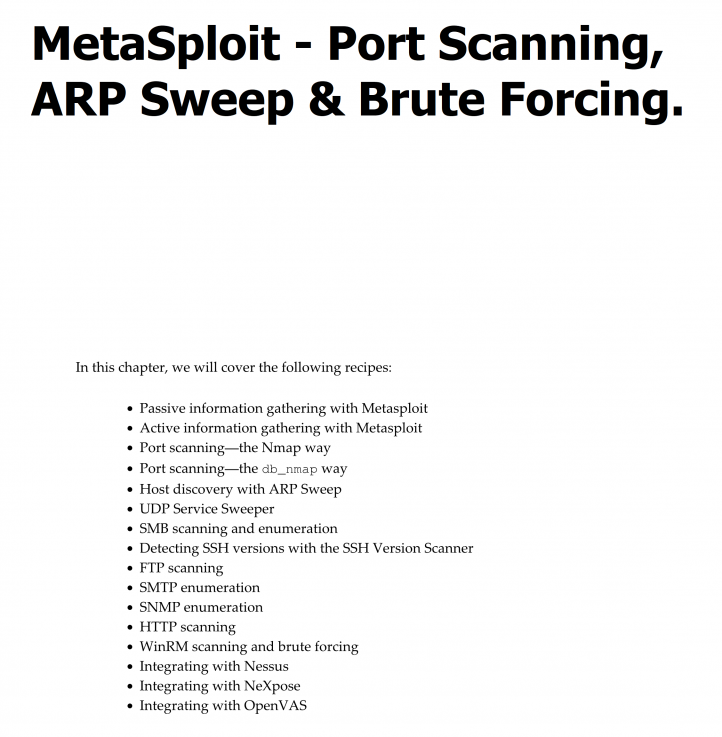 MetaSploit - Port Scanning,
ARP Sweep & Brute Forcing.
In this chapter, we will cover the following recipes:
• Passive information gathering with Metasploit
• Active information gathering with Metasploit
• Port scanning—the Nmap way
• Port scanning—the db_nmap way
• Host discovery with ARP Sweep
• UDP Service Sweeper
• SMB scanning and enumeration
• Detecting SSH versions with the SSH Version Scanner
• FTP scanning
• SMTP enumeration
• SNMP enumeration
• HTTP scanning
• WinRM scanning and brute forcing
• Integrating with Nessus
• Integrating with NeXpose
• Integrating with OpenVAS